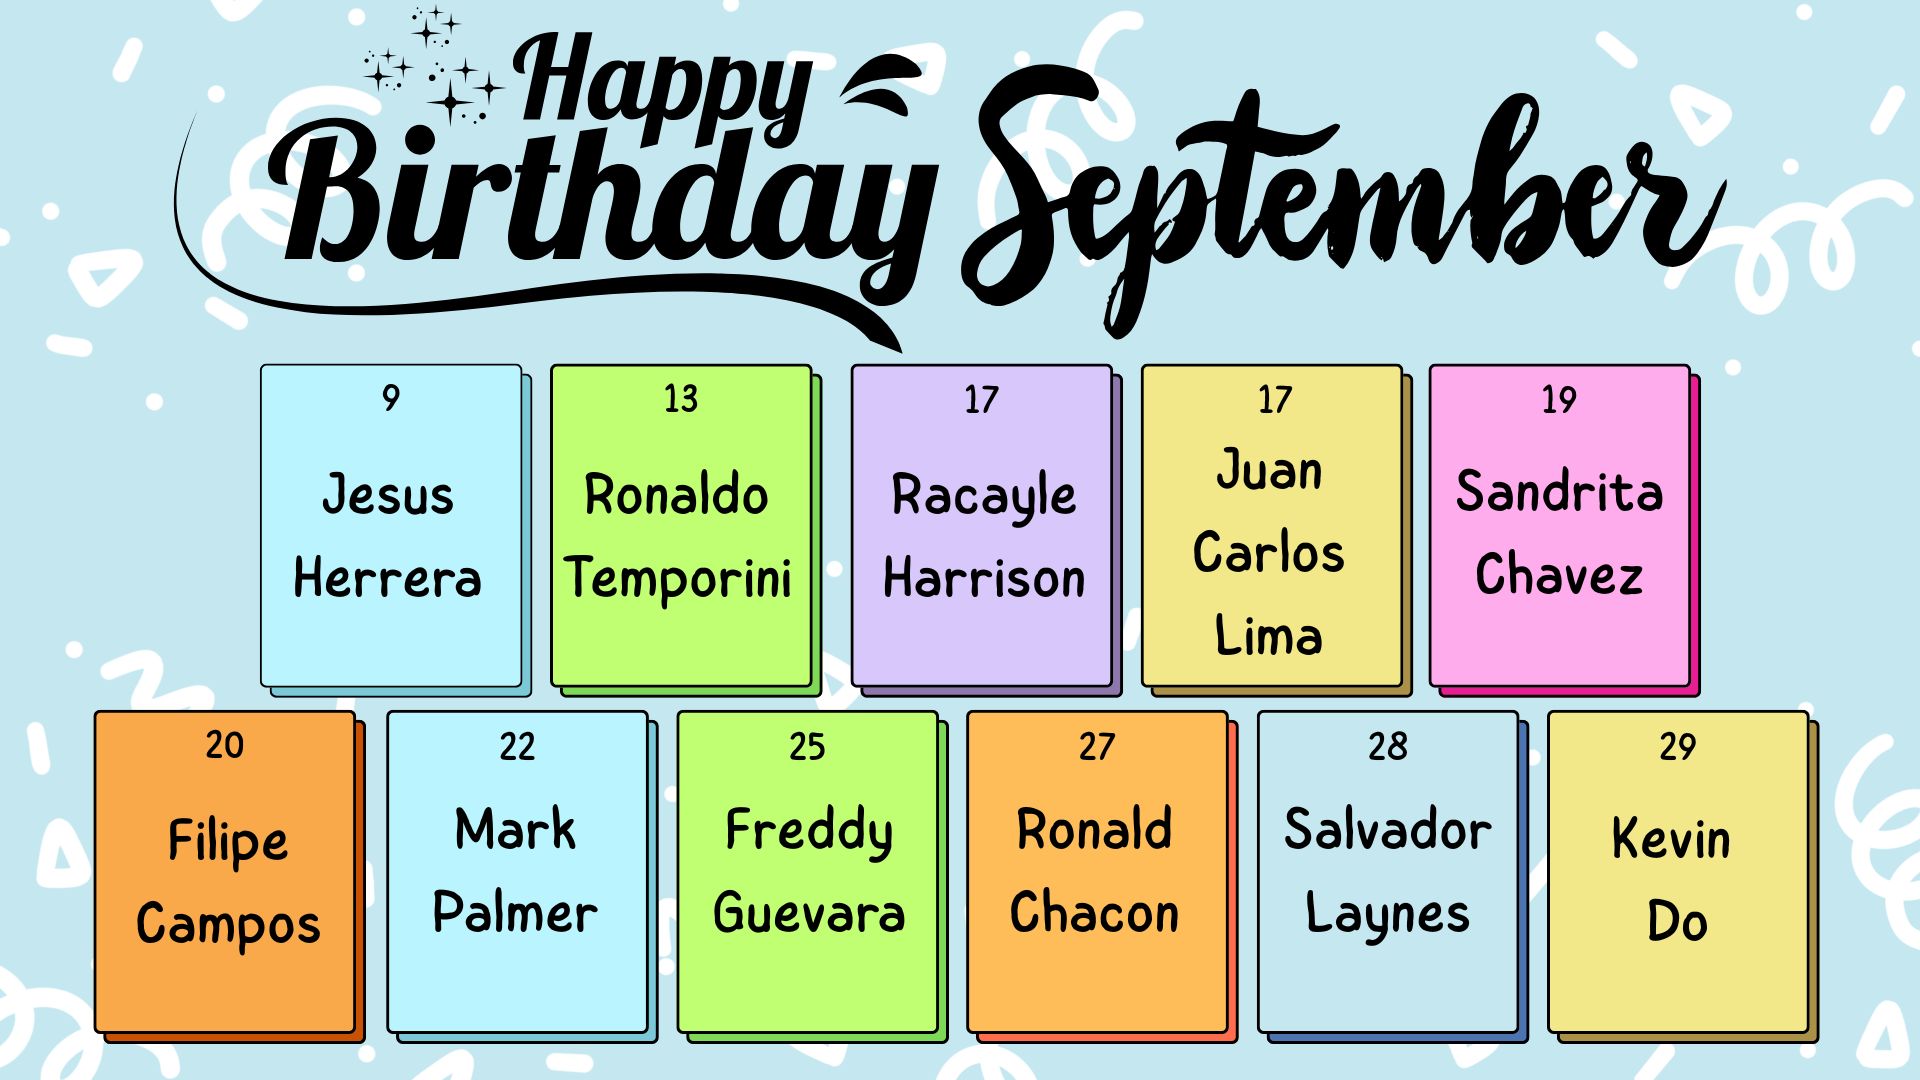 Happy
Birthday September
9
Jesus
Herrera
13
Ronaldo
Temporini
17
Racayle
Harrison
17
Juan
Carlos
Lima
19
Sandrita
Chavez
20
Filipe
Campos
22
Mark
Palmer
25
Freddy
Guevara
27
Ronald
Chacon
28
Salvador
Laynes
29
Kevin
Do